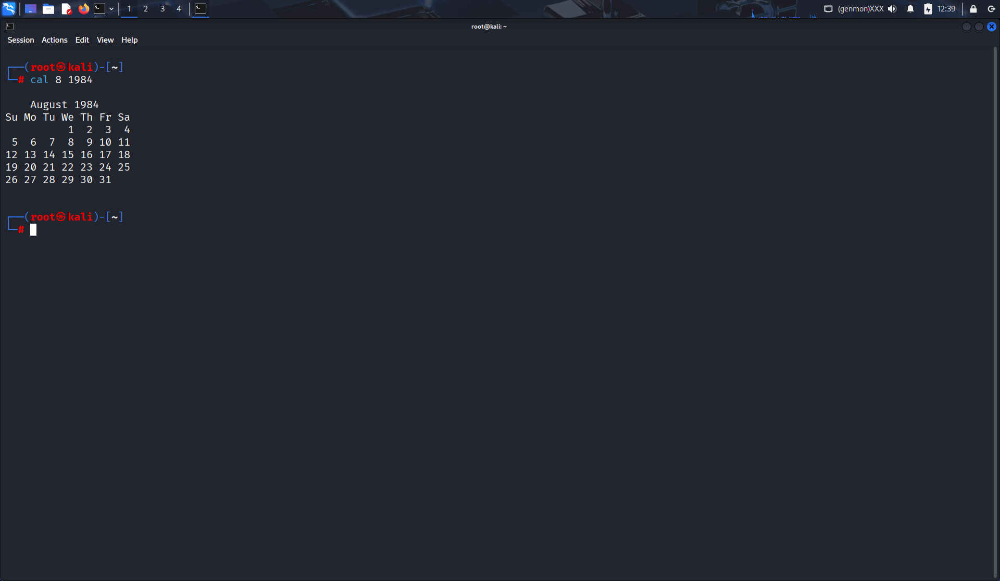 1 2 3 4 (genmon)XXX 12:39
root@kali: ~
Session Actions Edit View Help
┌──(root㉿kali)-[~]
└─# cal 8 1984
August 1984
Su Mo Tu We Th Fr Sa
1 2 3 4
5 6 7 8 9 10 11
12 13 14 15 16 17 18
19 20 21 22 23 24 25
26 27 28 29 30 31
┌──(root㉿kali)-[~]
└─#